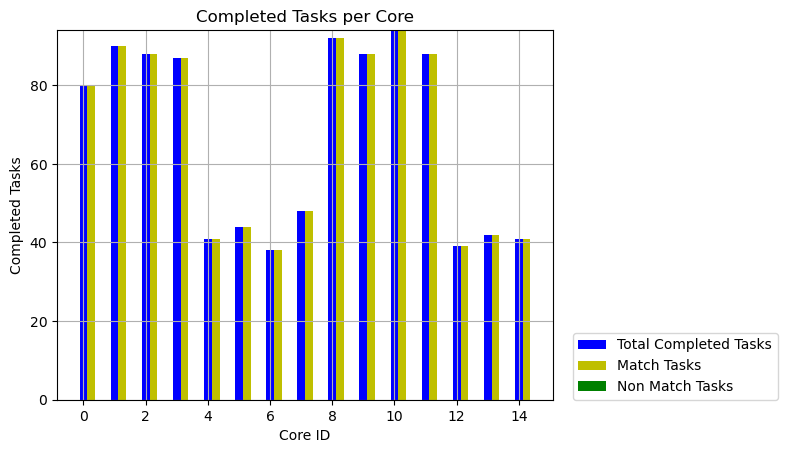 Completed Tasks per Core
Completed Tasks
80
60
40
20
0
0 2 4 6 8 10 12 14
Core ID
Total Completed Tasks
Match Tasks
Non Match Tasks